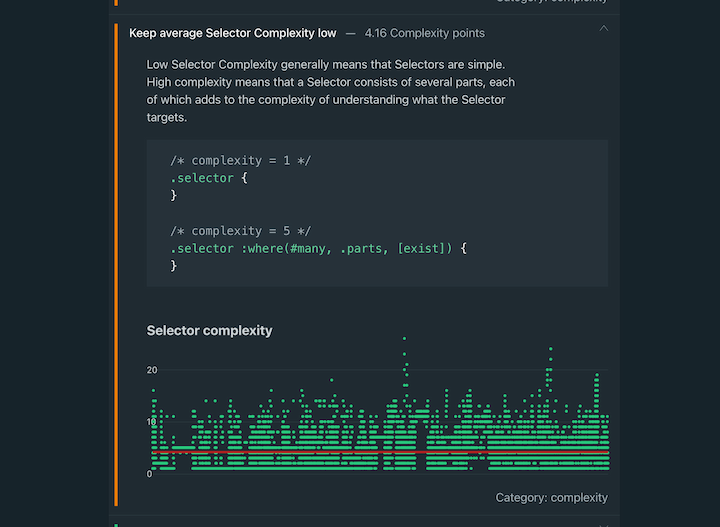 Category: complexity
Keep average Selector Complexity low — 4.16 Complexity points
Low Selector Complexity generally means that Selectors are simple.
High complexity means that a Selector consists of several parts, each
of which adds to the complexity of understanding what the Selector
targets.
/* complexity = 1 */
.selector {
}
/* complexity = 5 */
.selector :where(#many, .parts, [exist]) {
}
Selector complexity
20
10
0
Category: complexity